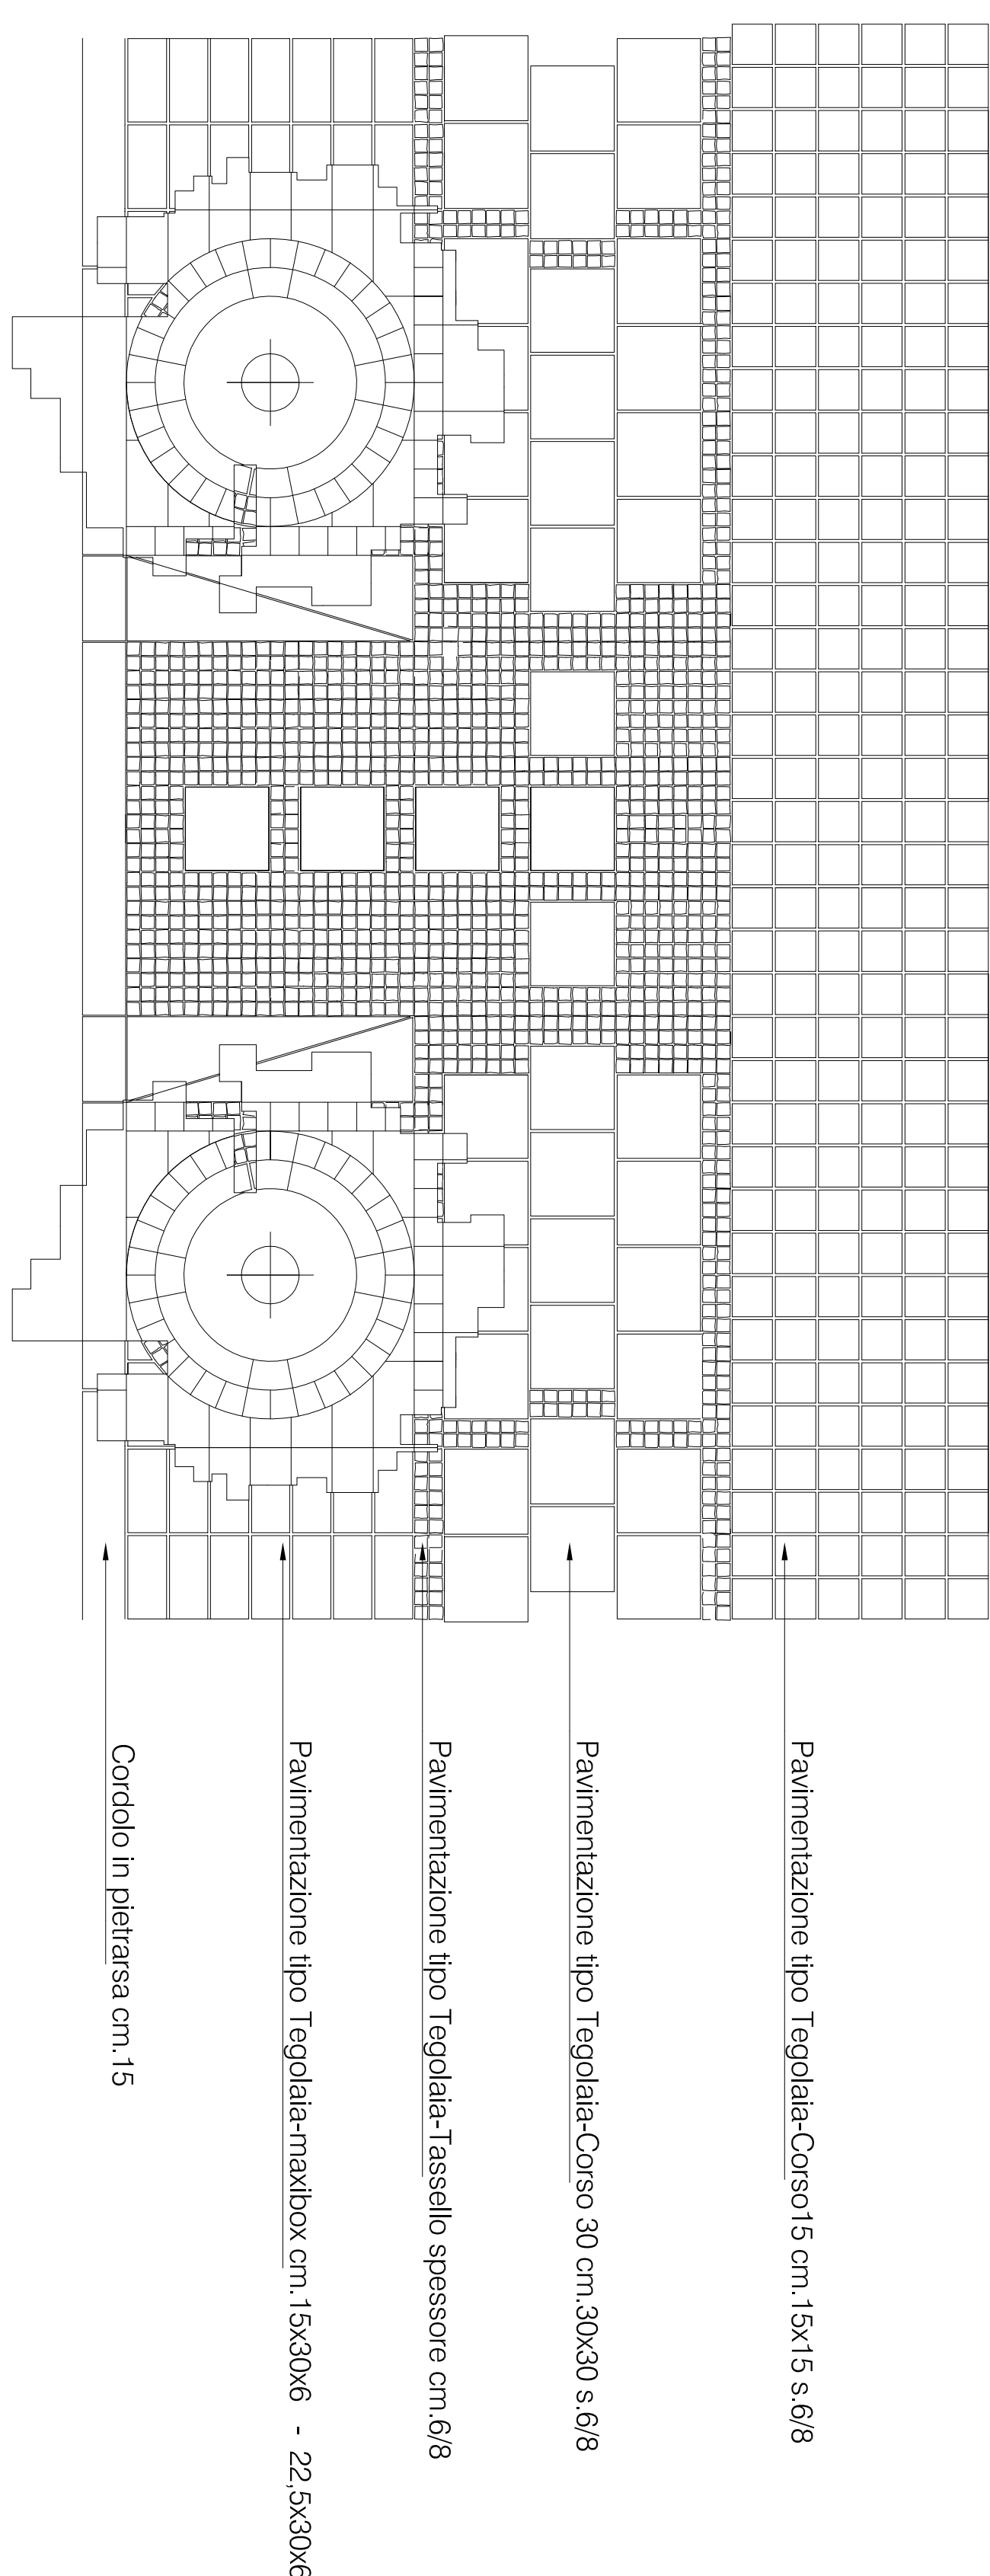 Pavimentazione tipo Tegolaia-Corso15 cm.15x15 s.6/8
Pavimentazione tipo Tegolaia-Corso 30 cm.30x30 s.6/8
Pavimentazione tipo Tegolaia-Tassello spessore cm.6/8
Pavimentazione tipo Tegolaia-maxibox cm.15x30x6 - 22,5x30x6
Cordolo in pietrarsa cm.15